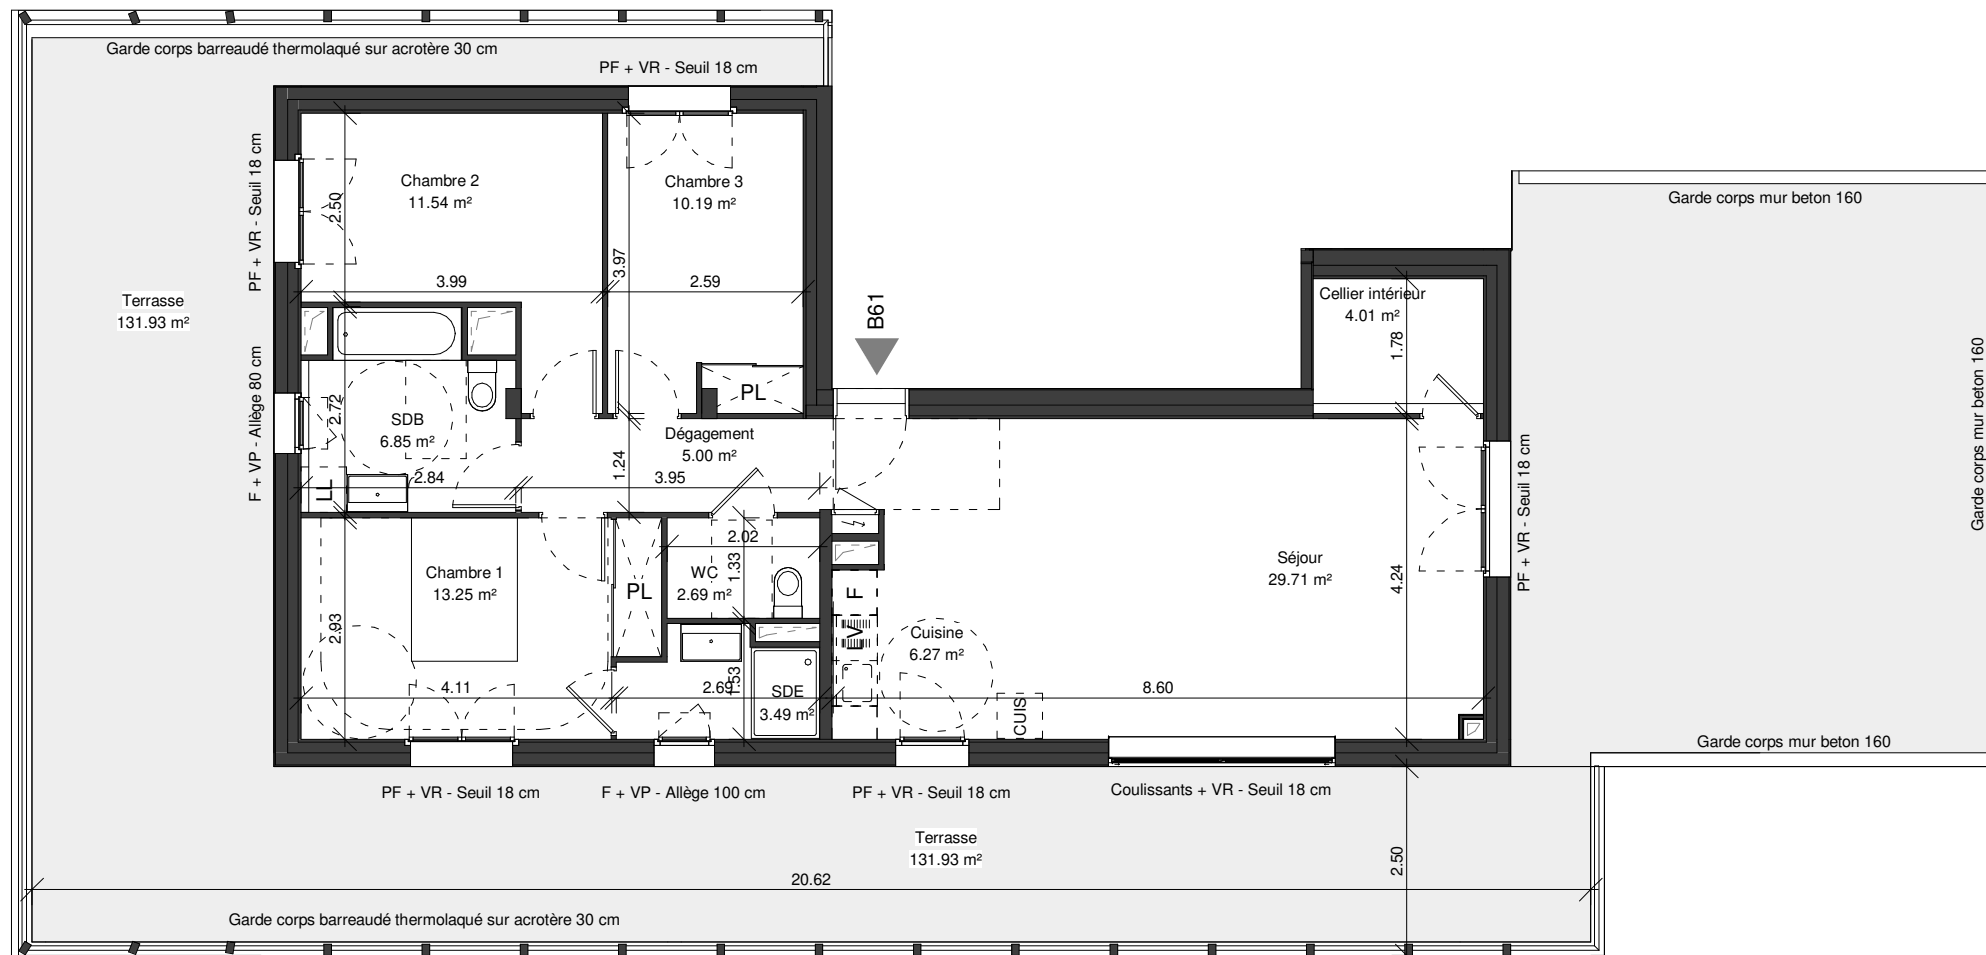 Garde corps barreaudé thermolaqué sur acrotère 30 cm
PF + VR - Seuil 18 cm
PF + VR - Seuil 18 cm
Chambre 2
11.54 m²
2.50
3.99
Chambre 3
10.19 m²
3.97
2.59
Garde corps mur beton 160
Terrasse
131.93 m²
B61
Cellier intérieur
4.01 m²
1.78
Garde corps mur beton 160
F + VP - Allège 80 cm
2.72
SDB
6.85 m²
LL
2.84
PL
Dégagement
5.00 m²
1.24
3.95
PF + VR - Seuil 18 cm
Chambre 1
13.25 m²
2.93
4.11
PL
2.02
WC
2.69 m²
1.33
F
LV
Cuisine
6.27 m²
Séjour
29.71 m²
4.24
2.69
1.53
SDE
3.49 m²
8.60
CUIS
Garde corps mur beton 160
PF + VR - Seuil 18 cm
F + VP - Allège 100 cm
PF + VR - Seuil 18 cm
Coulissants + VR - Seuil 18 cm
Terrasse
131.93 m²
2.50
20.62
Garde corps barreaudé thermolaqué sur acrotère 30 cm